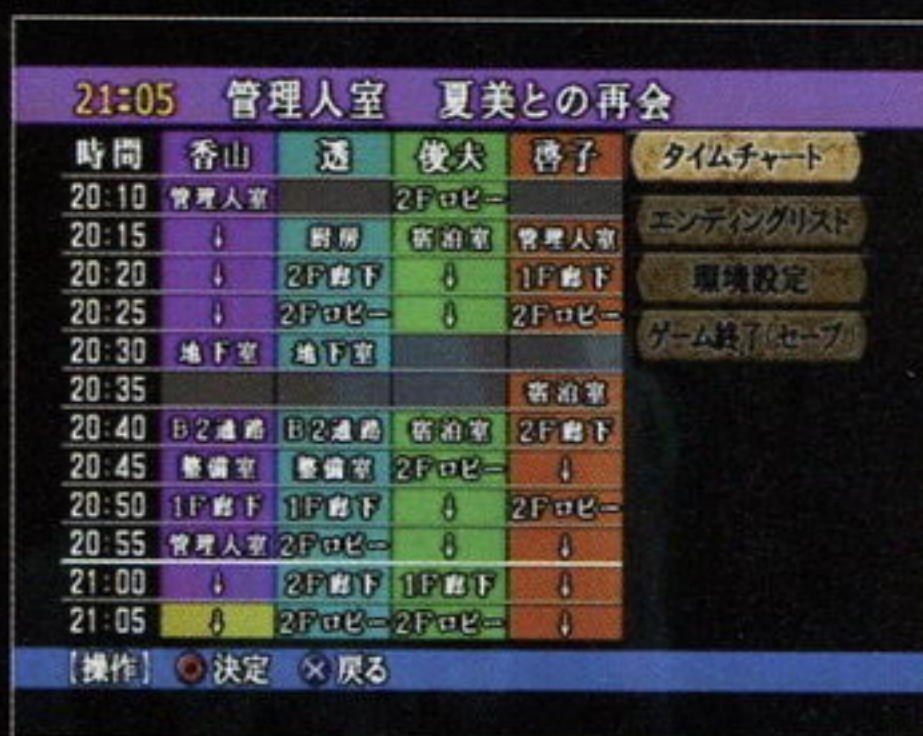 21:05 管理人室 夏美との再会
時間 香山 透 俊夫 啓子 タイムチャート
20:10 管理人室 2Fロビー
20:15 ↓ 厨房 宿泊室 管理人室 エンディングリスト
20:20 ↓ 2F廊下 ↓ 1F廊下 環境設定
20:25 ↓ 2Fロビー ↓ 2Fロビー ゲーム終了(セーブ)
20:30 地下室 地下室
20:35 宿泊室
20:40 B2通路 B2通路 宿泊室 2F廊下
20:45 整備室 整備室 2Fロビー ↓
20:50 1F廊下 1F廊下 ↓ 2Fロビー
20:55 管理人室 2Fロビー ↓ ↓
21:00 ↓ 2F廊下 1F廊下 ↓
21:05 ↓ 2Fロビー 2Fロビー ↓
【操作】 決定 戻る